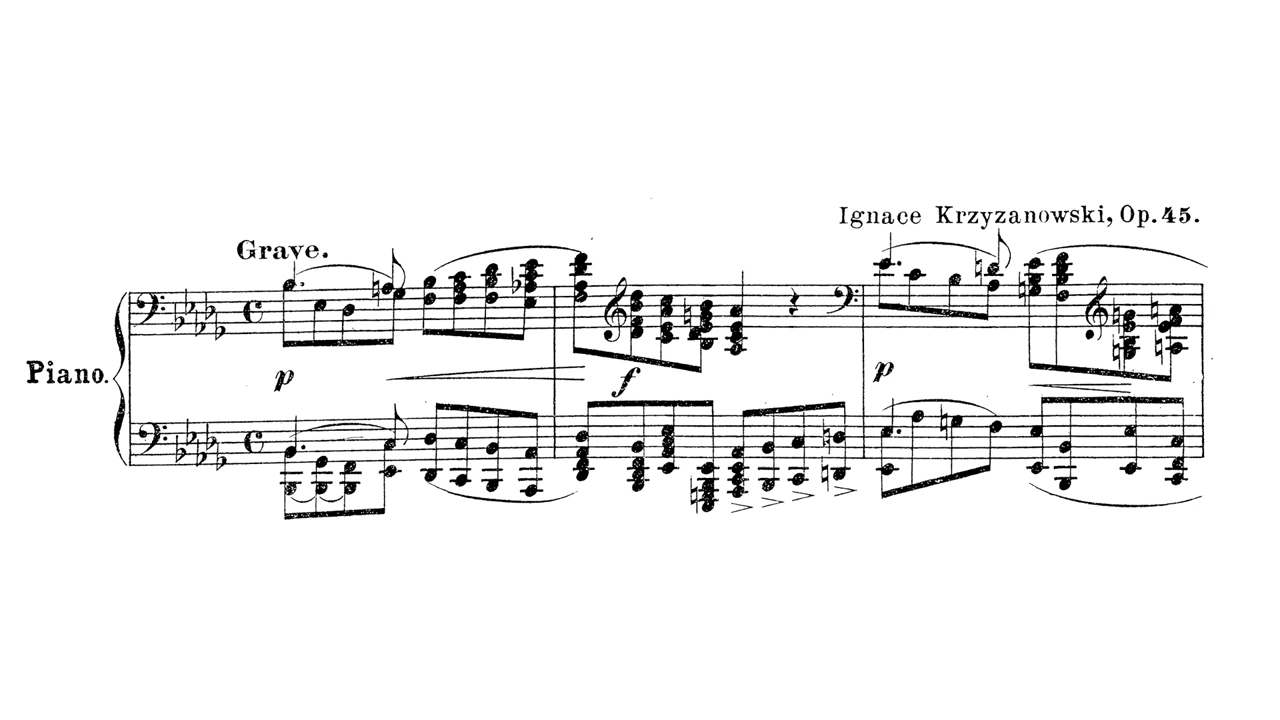 Ignace Krzyzanowski, Op. 45.
Grave.
Piano.
p
f
p